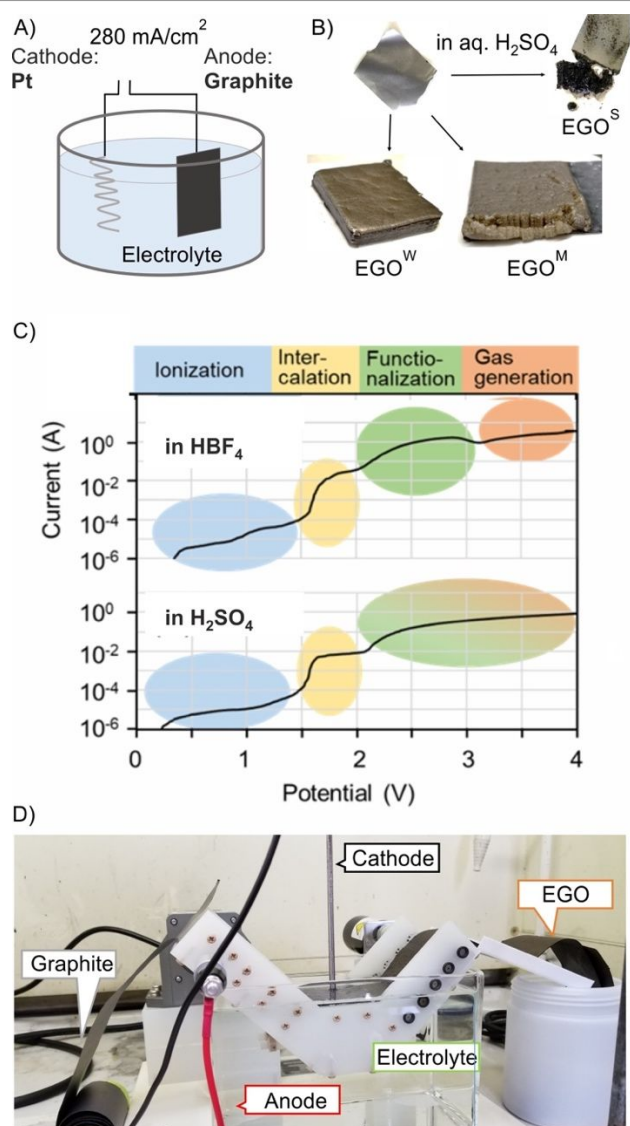 A)
280 mA/cm²
Cathode: Anode:
Pt Graphite
Electrolyte
B)
in aq. H₂SO₄
EGOˢ
EGOᵂ EGOᴹ
C)
Ionization Inter- Functio- Gas
calation nalization generation
Current (A)
in HBF₄
10⁰
10⁻²
10⁻⁴
10⁻⁶
in H₂SO₄
10⁰
10⁻²
10⁻⁴
10⁻⁶
0 1 2 3 4
Potential (V)
D)
Cathode
EGO
Graphite
Electrolyte
Anode